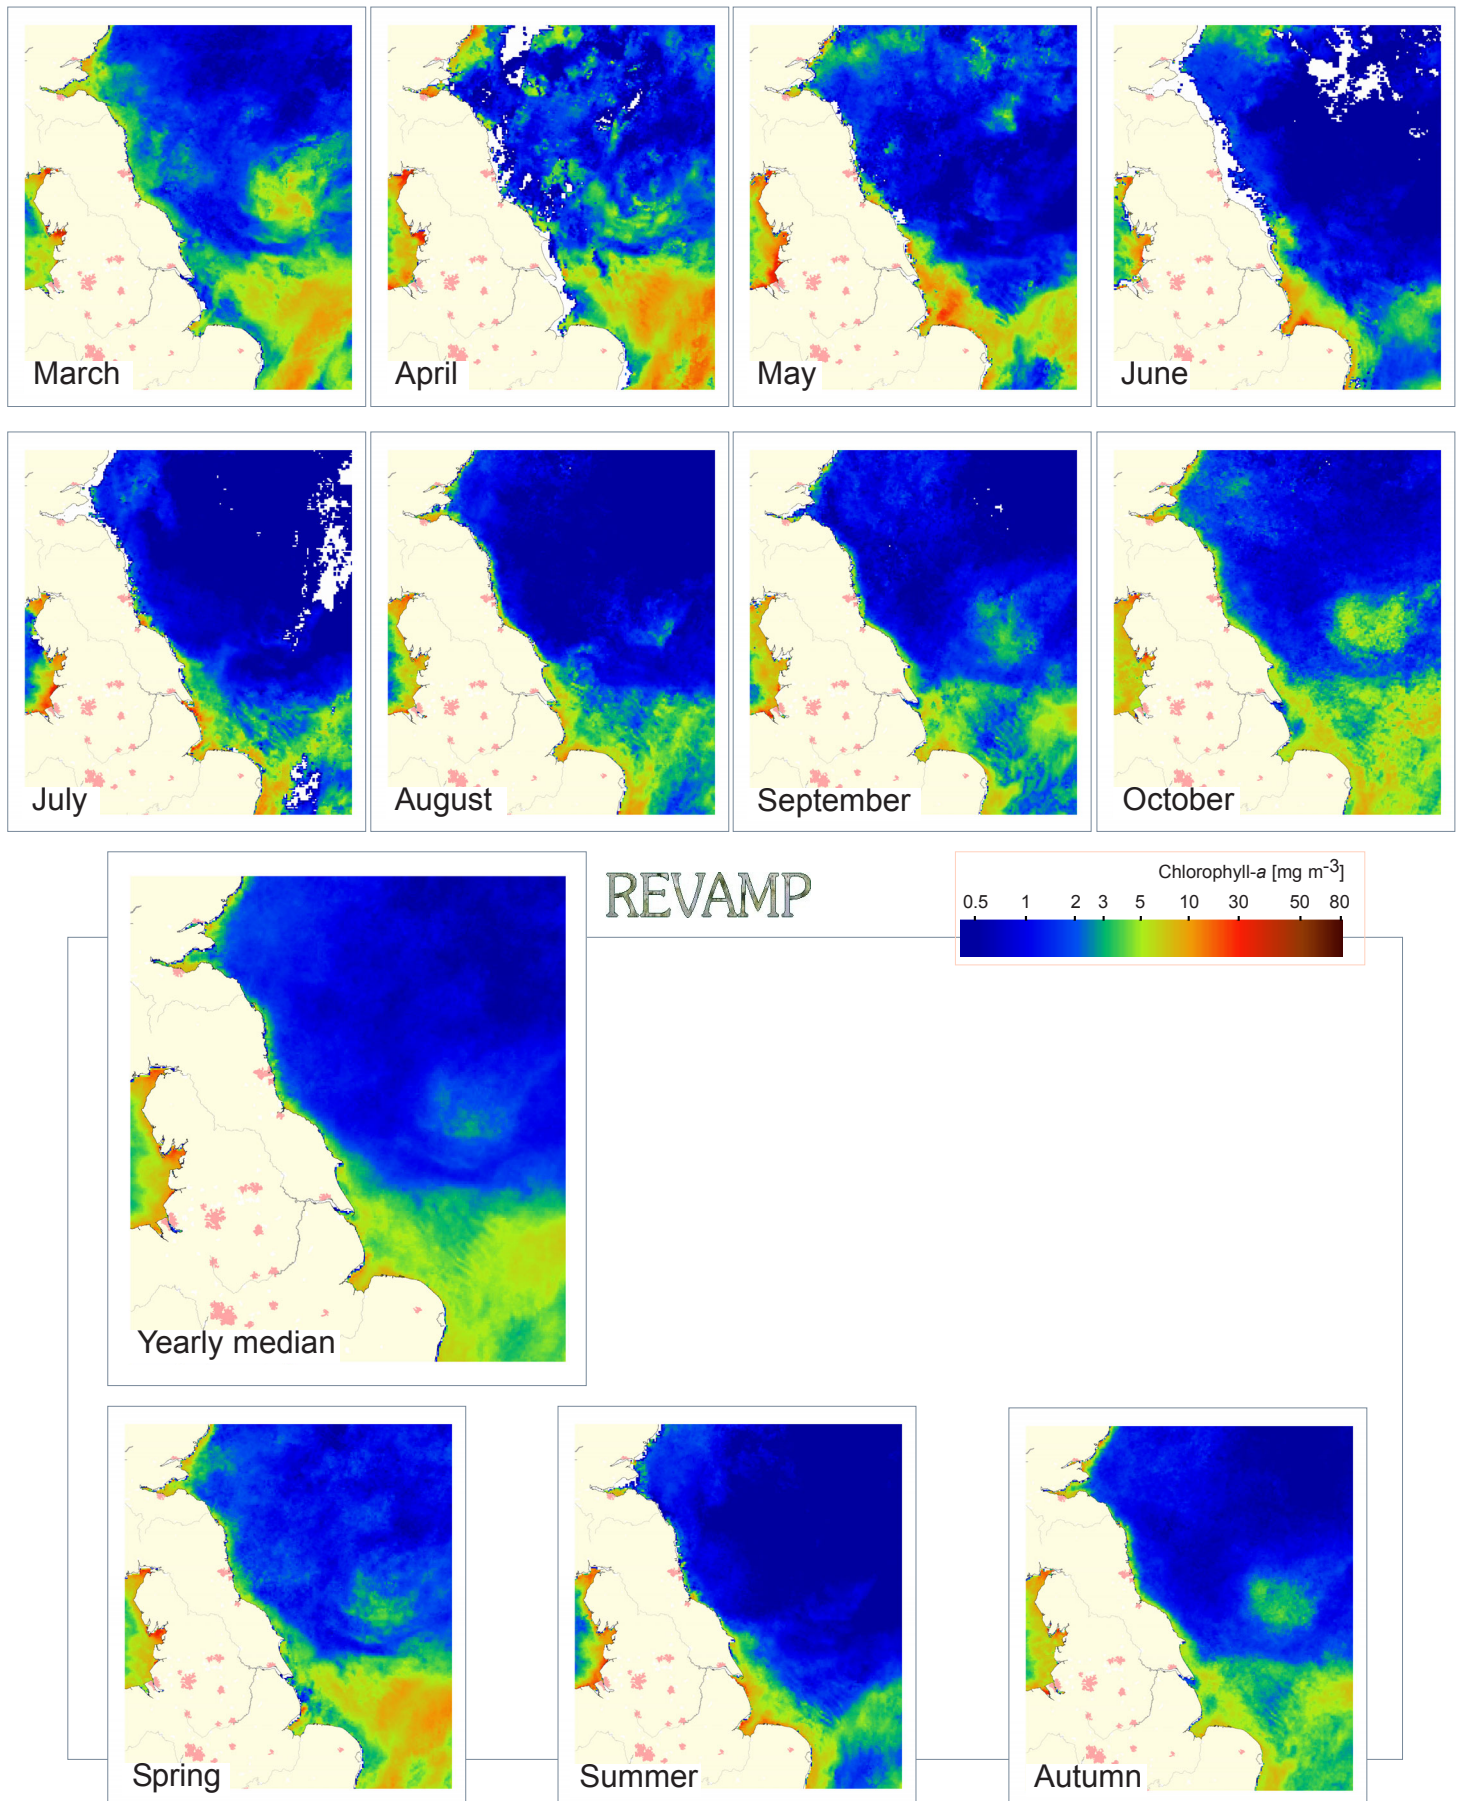 March
April
May
June
July
August
September
October
REVAMP
Chlorophyll-a [mg m-3]
0.5 1 2 3 5 10 30 50 80
Yearly median
Spring
Summer
Autumn